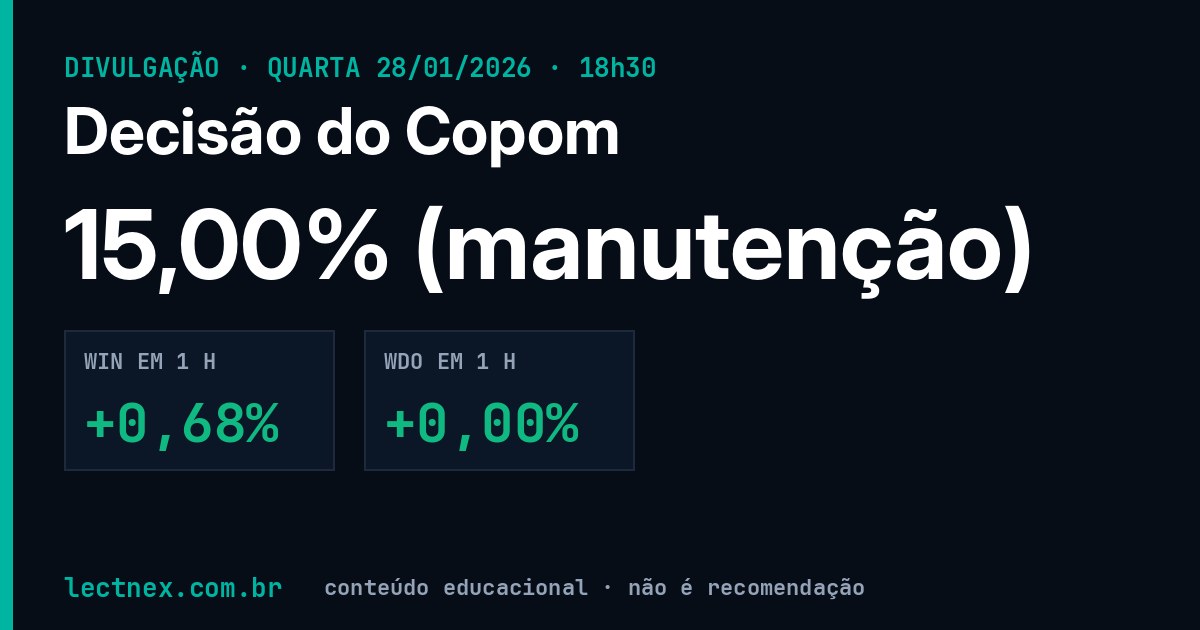 DIVULGAÇÃO · QUARTA 28/01/2026 · 18h30
Decisão do Copom
15,00% (manutenção)
WIN EM 1 H
+0,68%
WDO EM 1 H
+0,00%
lectnex.com.br
conteúdo educacional · não é recomendação